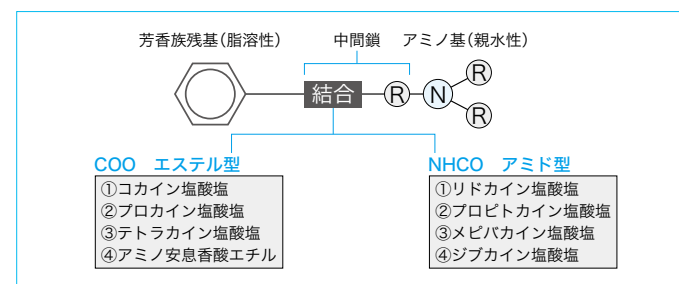 芳香族残基（脂溶性） 中間鎖 アミノ基（親水性）
結合 R N R
R
COO エステル型
①コカイン塩酸塩
②プロカイン塩酸塩
③テトラカイン塩酸塩
④アミノ安息香酸エチル
NHCO アミド型
①リドカイン塩酸塩
②プロピトカイン塩酸塩
③メピバカイン塩酸塩
④ジブカイン塩酸塩